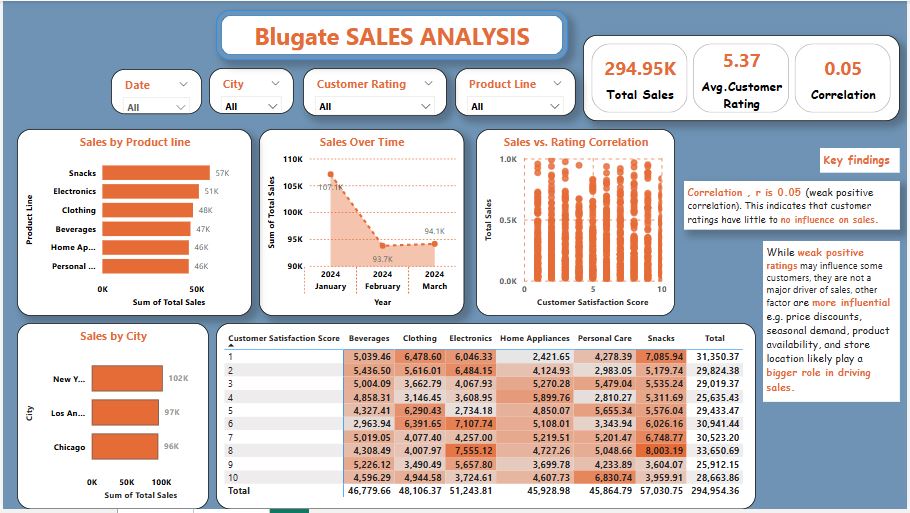 Blugate SALES ANALYSIS
294.95K
Total Sales
5.37
Avg.Customer
Rating
0.05
Correlation
Date
All
City
All
Customer Rating
All
Product Line
All
Sales by Product line
Product Line
Snacks 57K
Electronics 51K
Clothing 48K
Beverages 47K
Home Ap... 46K
Personal ... 46K
0K 50K
Sum of Total Sales
Sales Over Time
Sum of Total Sales
110K
105K
100K
95K
90K
107.1K
93.7K
94.1K
2024 2024 2024
January February March
Year
Sales vs. Rating Correlation
Total Sales
1.0K
0.5K
0.0K
0 5 10
Customer Satisfaction Score
Key findings
Correlation , r is 0.05 (weak positive
correlation). This indicates that customer
ratings have little to no influence on sales.
While weak positive
ratings may influence some
customers, they are not a
major driver of sales, other
factor are more influential
e.g. price discounts,
seasonal demand, product
availability, and store
location likely play a
bigger role in driving
sales.
Sales by City
City
New Y... 102K
Los An... 97K
Chicago 96K
0K 50K 100K
Sum of Total Sales
Customer Satisfaction Score Beverages Clothing Electronics Home Appliances Personal Care Snacks Total
1 5,039.46 6,478.60 6,046.33 2,421.65 4,278.39 7,085.94 31,350.37
2 5,436.50 5,616.01 6,484.15 4,124.93 2,983.05 5,179.74 29,824.38
3 5,004.09 3,662.79 4,067.93 5,270.28 5,479.04 5,535.24 29,019.37
4 4,858.31 3,146.45 3,608.95 5,899.76 2,810.27 5,311.69 25,635.43
5 4,327.41 6,290.43 2,734.18 4,850.07 5,655.34 5,576.04 29,433.47
6 2,963.94 6,391.65 7,107.74 5,108.01 3,343.94 6,026.16 30,941.44
7 5,019.05 4,077.40 4,257.00 5,219.51 5,201.47 6,748.77 30,523.20
8 4,308.49 4,007.97 7,555.12 4,727.26 5,048.66 8,003.19 33,650.69
9 5,226.12 3,490.49 5,657.80 3,699.78 4,233.89 3,604.07 25,912.15
10 4,596.29 4,944.58 3,724.61 4,607.73 6,830.74 3,959.91 28,663.86
Total 46,779.66 48,106.37 51,243.81 45,928.98 45,864.79 57,030.75 294,954.36